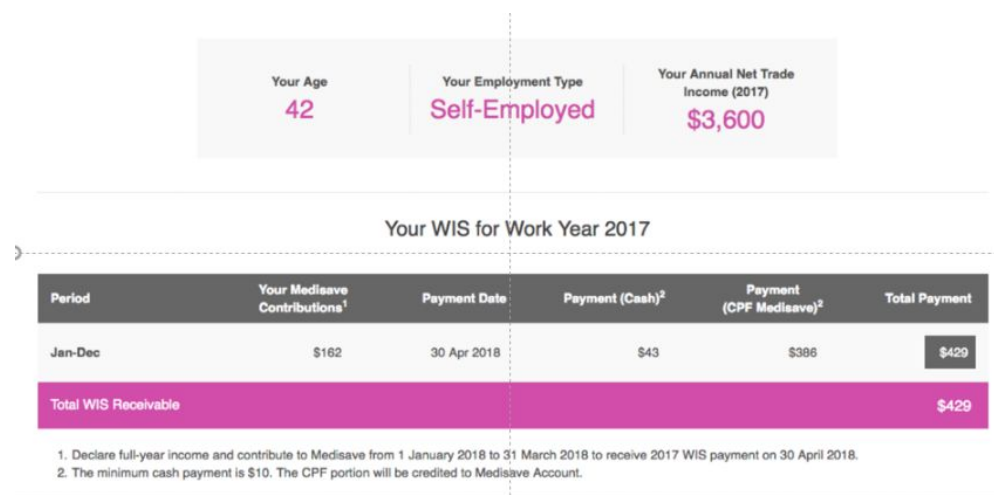 Your Age
Your Employment Type
Your Annual Net Trade
Income (2017)
42
Self-Employed
$3,600
Your WIS for Work Year 2017
Period
Your Medisave
Contributions1
Payment Date
Payment (Cash)2
Payment
(CPF Medisave)2
Total Payment
Jan-Dec $162 30 Apr 2018 $43 $386 $429
Total WIS Receivable $429
1. Declare full-year income and contribute to Medisave from 1 January 2018 to 31 March 2018 to receive 2017 WIS payment on 30 April 2018.
2. The minimum cash payment is $10. The CPF portion will be credited to Medisave Account.